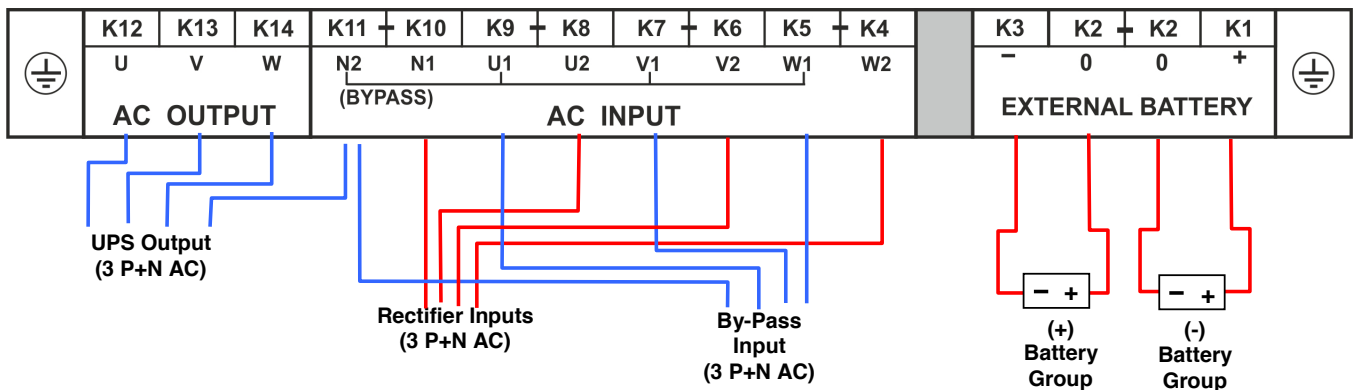 K12 K13 K14 K11 K10 K9 K8 K7 K6 K5 K4 K3 K2 K2 K1
U V W N2 N1 U1 U2 V1 V2 W1 W2 − 0 0 +
(BYPASS)
AC OUTPUT AC INPUT EXTERNAL BATTERY
UPS Output
(3 P+N AC)
Rectifier Inputs
(3 P+N AC)
By-Pass
Input
(3 P+N AC)
− +
(+)
Battery
Group
− +
(-)
Battery
Group